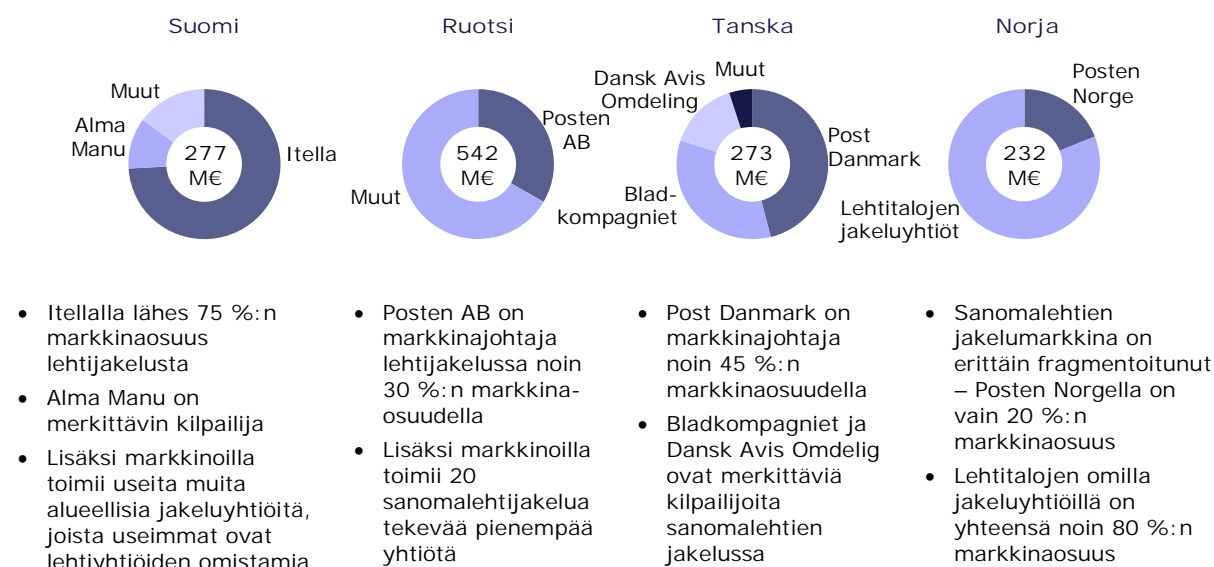 Suomi
Muut
Alma
Manu
277
M€
Itella
Ruotsi
Posten
AB
542
M€
Muut
Tanska
Dansk Avis
Omdeling
Muut
273
M€
Post
Danmark
Blad-
kompagniet
Norja
Posten
Norge
232
M€
Lehtitalojen
jakeluyhtiöt
• Itellalla lähes 75 %:n
markkinaosuus
lehtijakelusta
• Alma Manu on
merkittävin kilpailija
• Lisäksi markkinoilla
toimii useita muita
alueellisia jakeluyhtiöitä,
joista useimmat ovat
lehtiyhtiöiden omistamia
• Posten AB on
markkinajohtaja
lehtijakelussa noin
30 %:n markkina-
osuudella
• Lisäksi markkinoilla
toimii 20
sanomalehtijakelua
tekevää pienempää
yhtiötä
• Post Danmark on
markkinajohtaja
noin 45 %:n
markkinaosuudella
• Bladkompagniet ja
Dansk Avis Omdelig
ovat merkittäviä
kilpailijoita
sanomalehtien
jakelussa
• Sanomalehtien
jakelumarkkina on
erittäin fragmentoitunut
– Posten Norgella on
vain 20 %:n
markkinaosuus
• Lehtitalojen omilla
jakeluyhtiöillä on
yhteensä noin 80 %:n
markkinaosuus